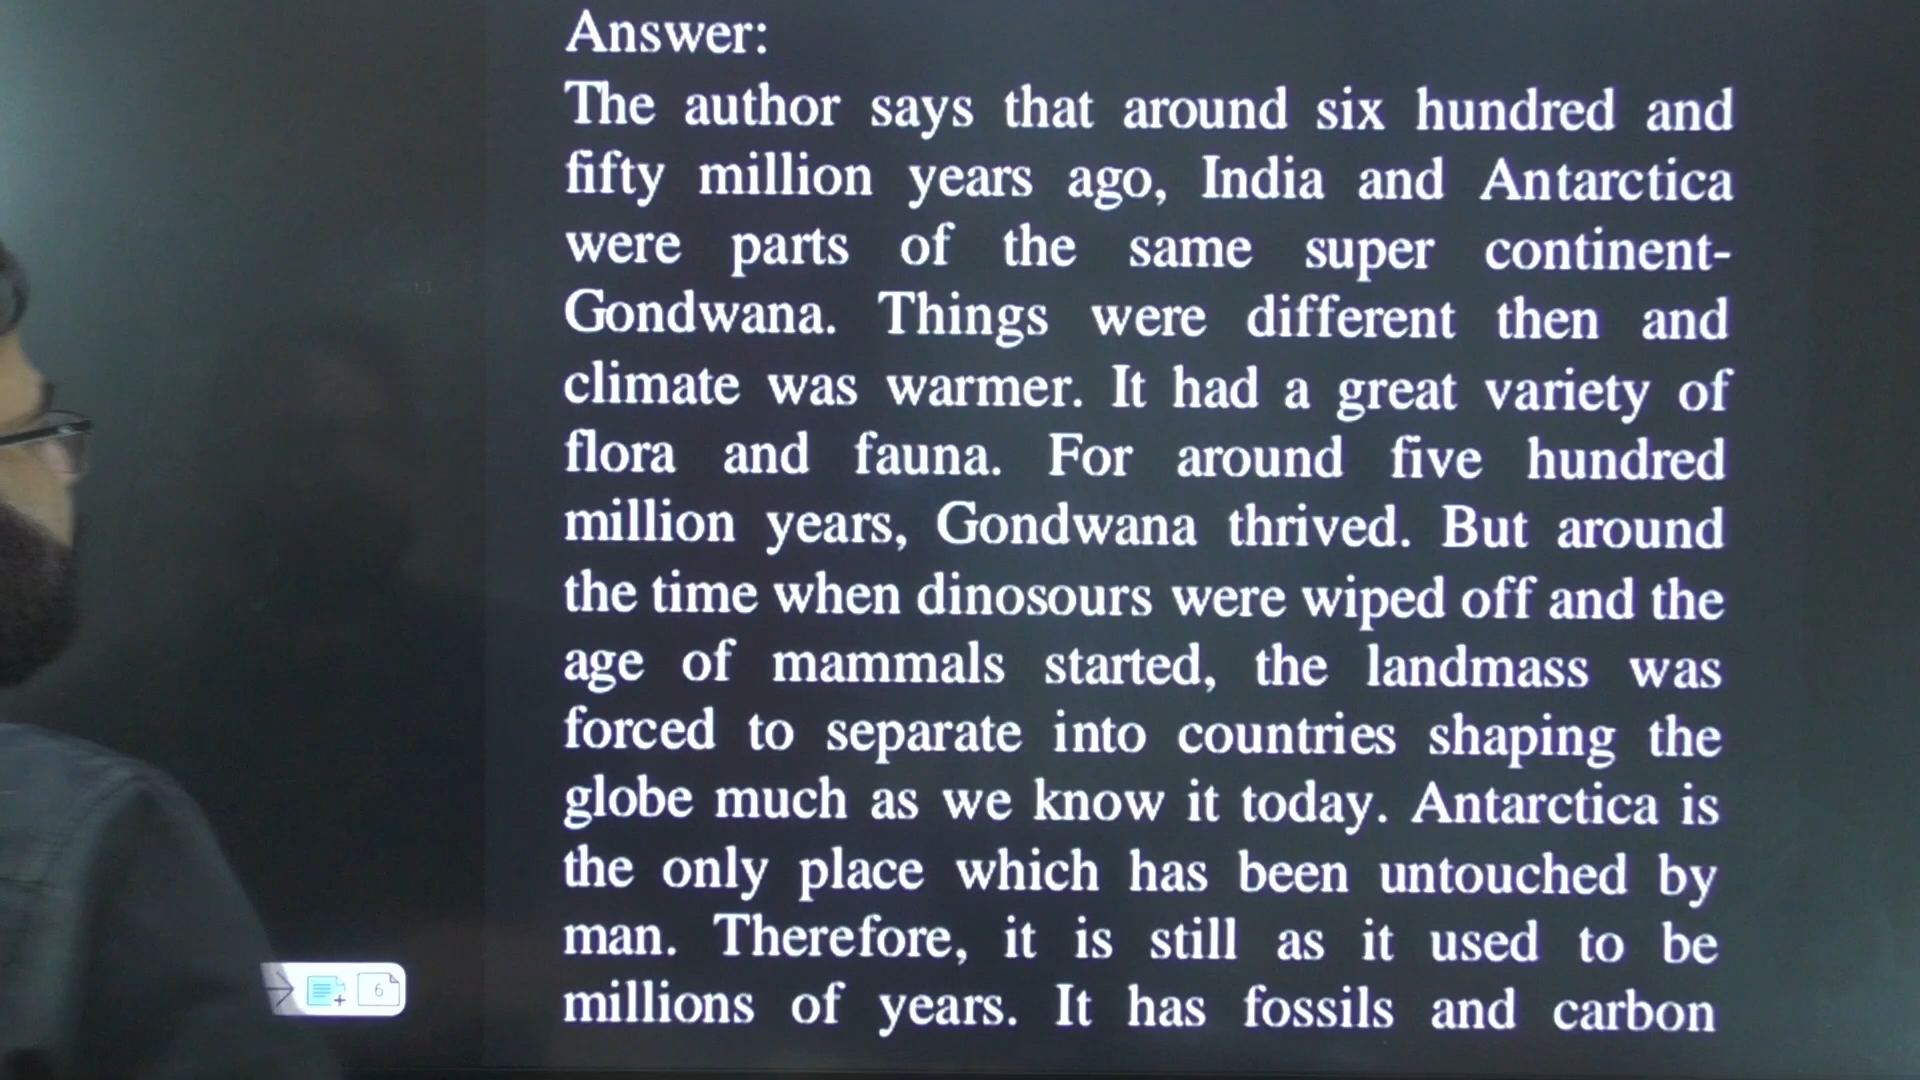 Answer:
The author says that around six hundred and
fifty million years ago, India and Antarctica
were parts of the same super continent-
Gondwana. Things were different then and
climate was warmer. It had a great variety of
flora and fauna. For around five hundred
million years, Gondwana thrived. But around
the time when dinosours were wiped off and the
age of mammals started, the landmass was
forced to separate into countries shaping the
globe much as we know it today. Antarctica is
the only place which has been untouched by
man. Therefore, it is still as it used to be
millions of years. It has fossils and carbon
6